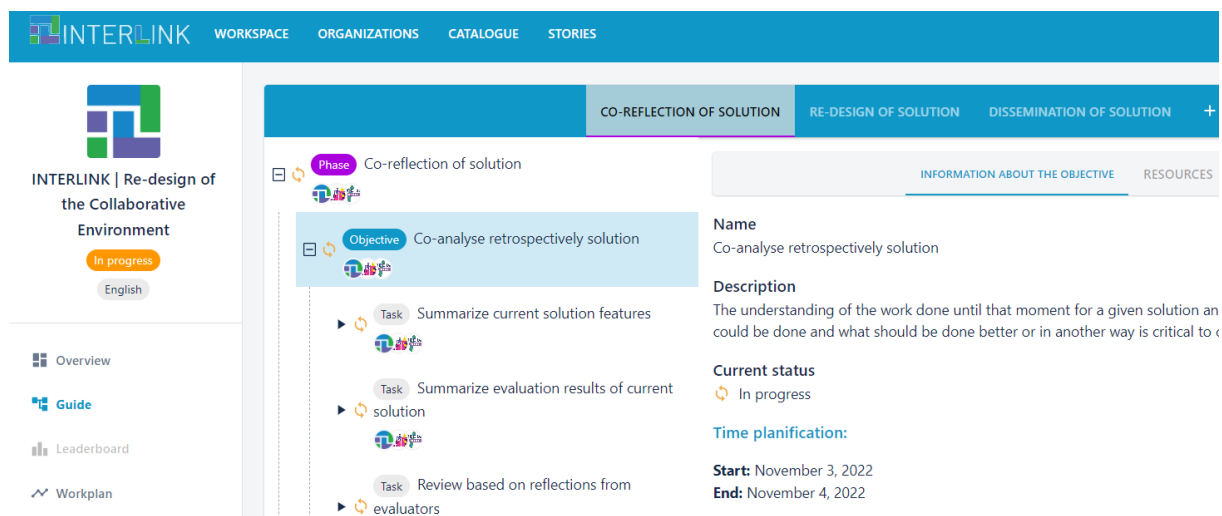 INTERLINK WORKSPACE ORGANIZATIONS CATALOGUE STORIES
INTERLINK | Re-design of
the Collaborative
Environment
In progress
English
Overview
Guide
Leaderboard
Workplan
CO-REFLECTION OF SOLUTION RE-DESIGN OF SOLUTION DISSEMINATION OF SOLUTION +
Phase Co-reflection of solution
Objective Co-analyse retrospectively solution
Task Summarize current solution features
Task Summarize evaluation results of current
solution
Task Review based on reflections from
evaluators
INFORMATION ABOUT THE OBJECTIVE RESOURCES
Name
Co-analyse retrospectively solution
Description
The understanding of the work done until that moment for a given solution an
could be done and what should be done better or in another way is critical to
Current status
In progress
Time planification:
Start: November 3, 2022
End: November 4, 2022